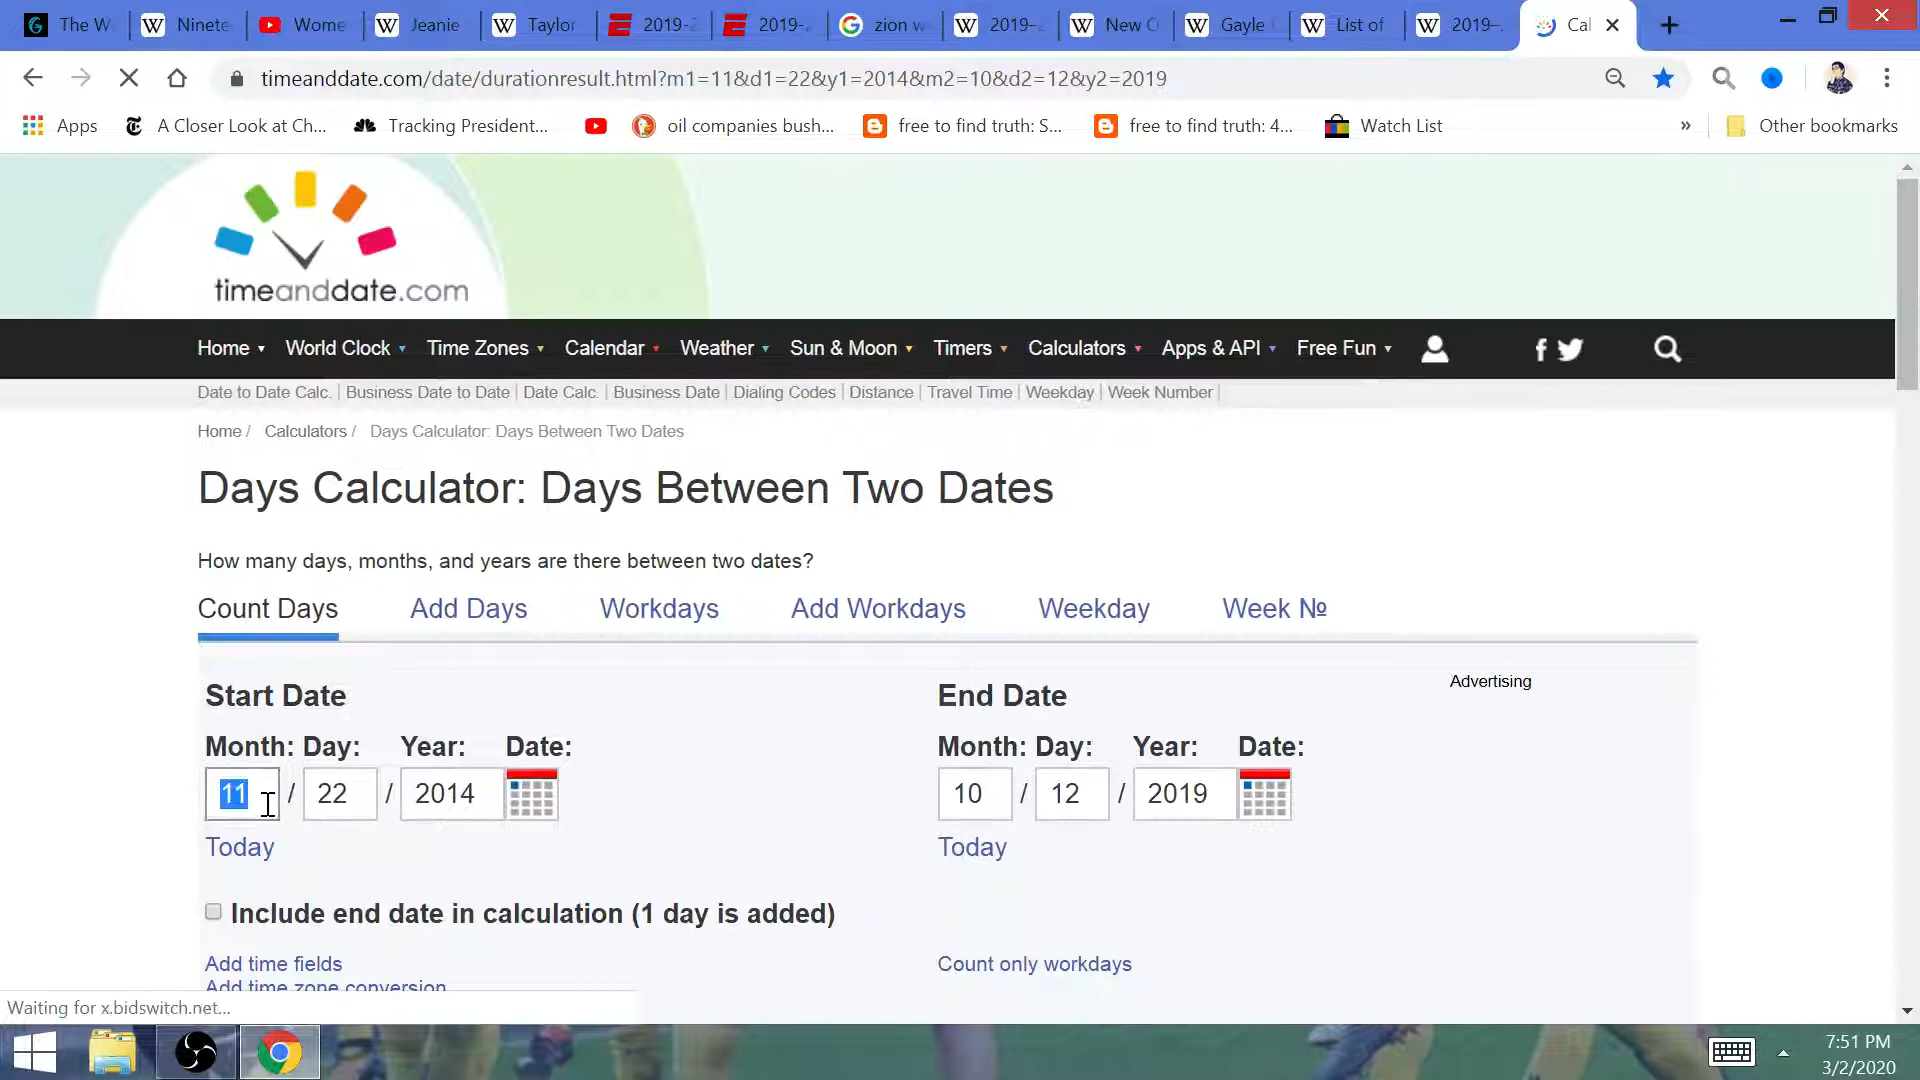 The W
Ninete
Wome
Jeanie
Taylor
2019-2
2019-2
zion w
2019-2
New O
Gayle
List of
2019-
Cal
timeanddate.com/date/durationresult.html?m1=11&d1=22&y1=2014&m2=10&d2=12&y2=2019
Apps
A Closer Look at Ch...
Tracking President...
oil companies bush...
free to find truth: S...
free to find truth: 4...
Watch List
»
Other bookmarks
timeanddate.com
Home World Clock Time Zones Calendar Weather Sun & Moon Timers Calculators Apps & API Free Fun
Date to Date Calc. | Business Date to Date | Date Calc. | Business Date | Dialing Codes | Distance | Travel Time | Weekday | Week Number |
Home / Calculators / Days Calculator: Days Between Two Dates
Days Calculator: Days Between Two Dates
How many days, months, and years are there between two dates?
Count Days Add Days Workdays Add Workdays Weekday Week №
Start Date
End Date
Advertising
Month: Day: Year: Date:
Month: Day: Year: Date:
11 / 22 / 2014
10 / 12 / 2019
Today
Today
Include end date in calculation (1 day is added)
Add time fields
Count only workdays
Add time zone conversion
Waiting for x.bidswitch.net...
7:51 PM
3/2/2020